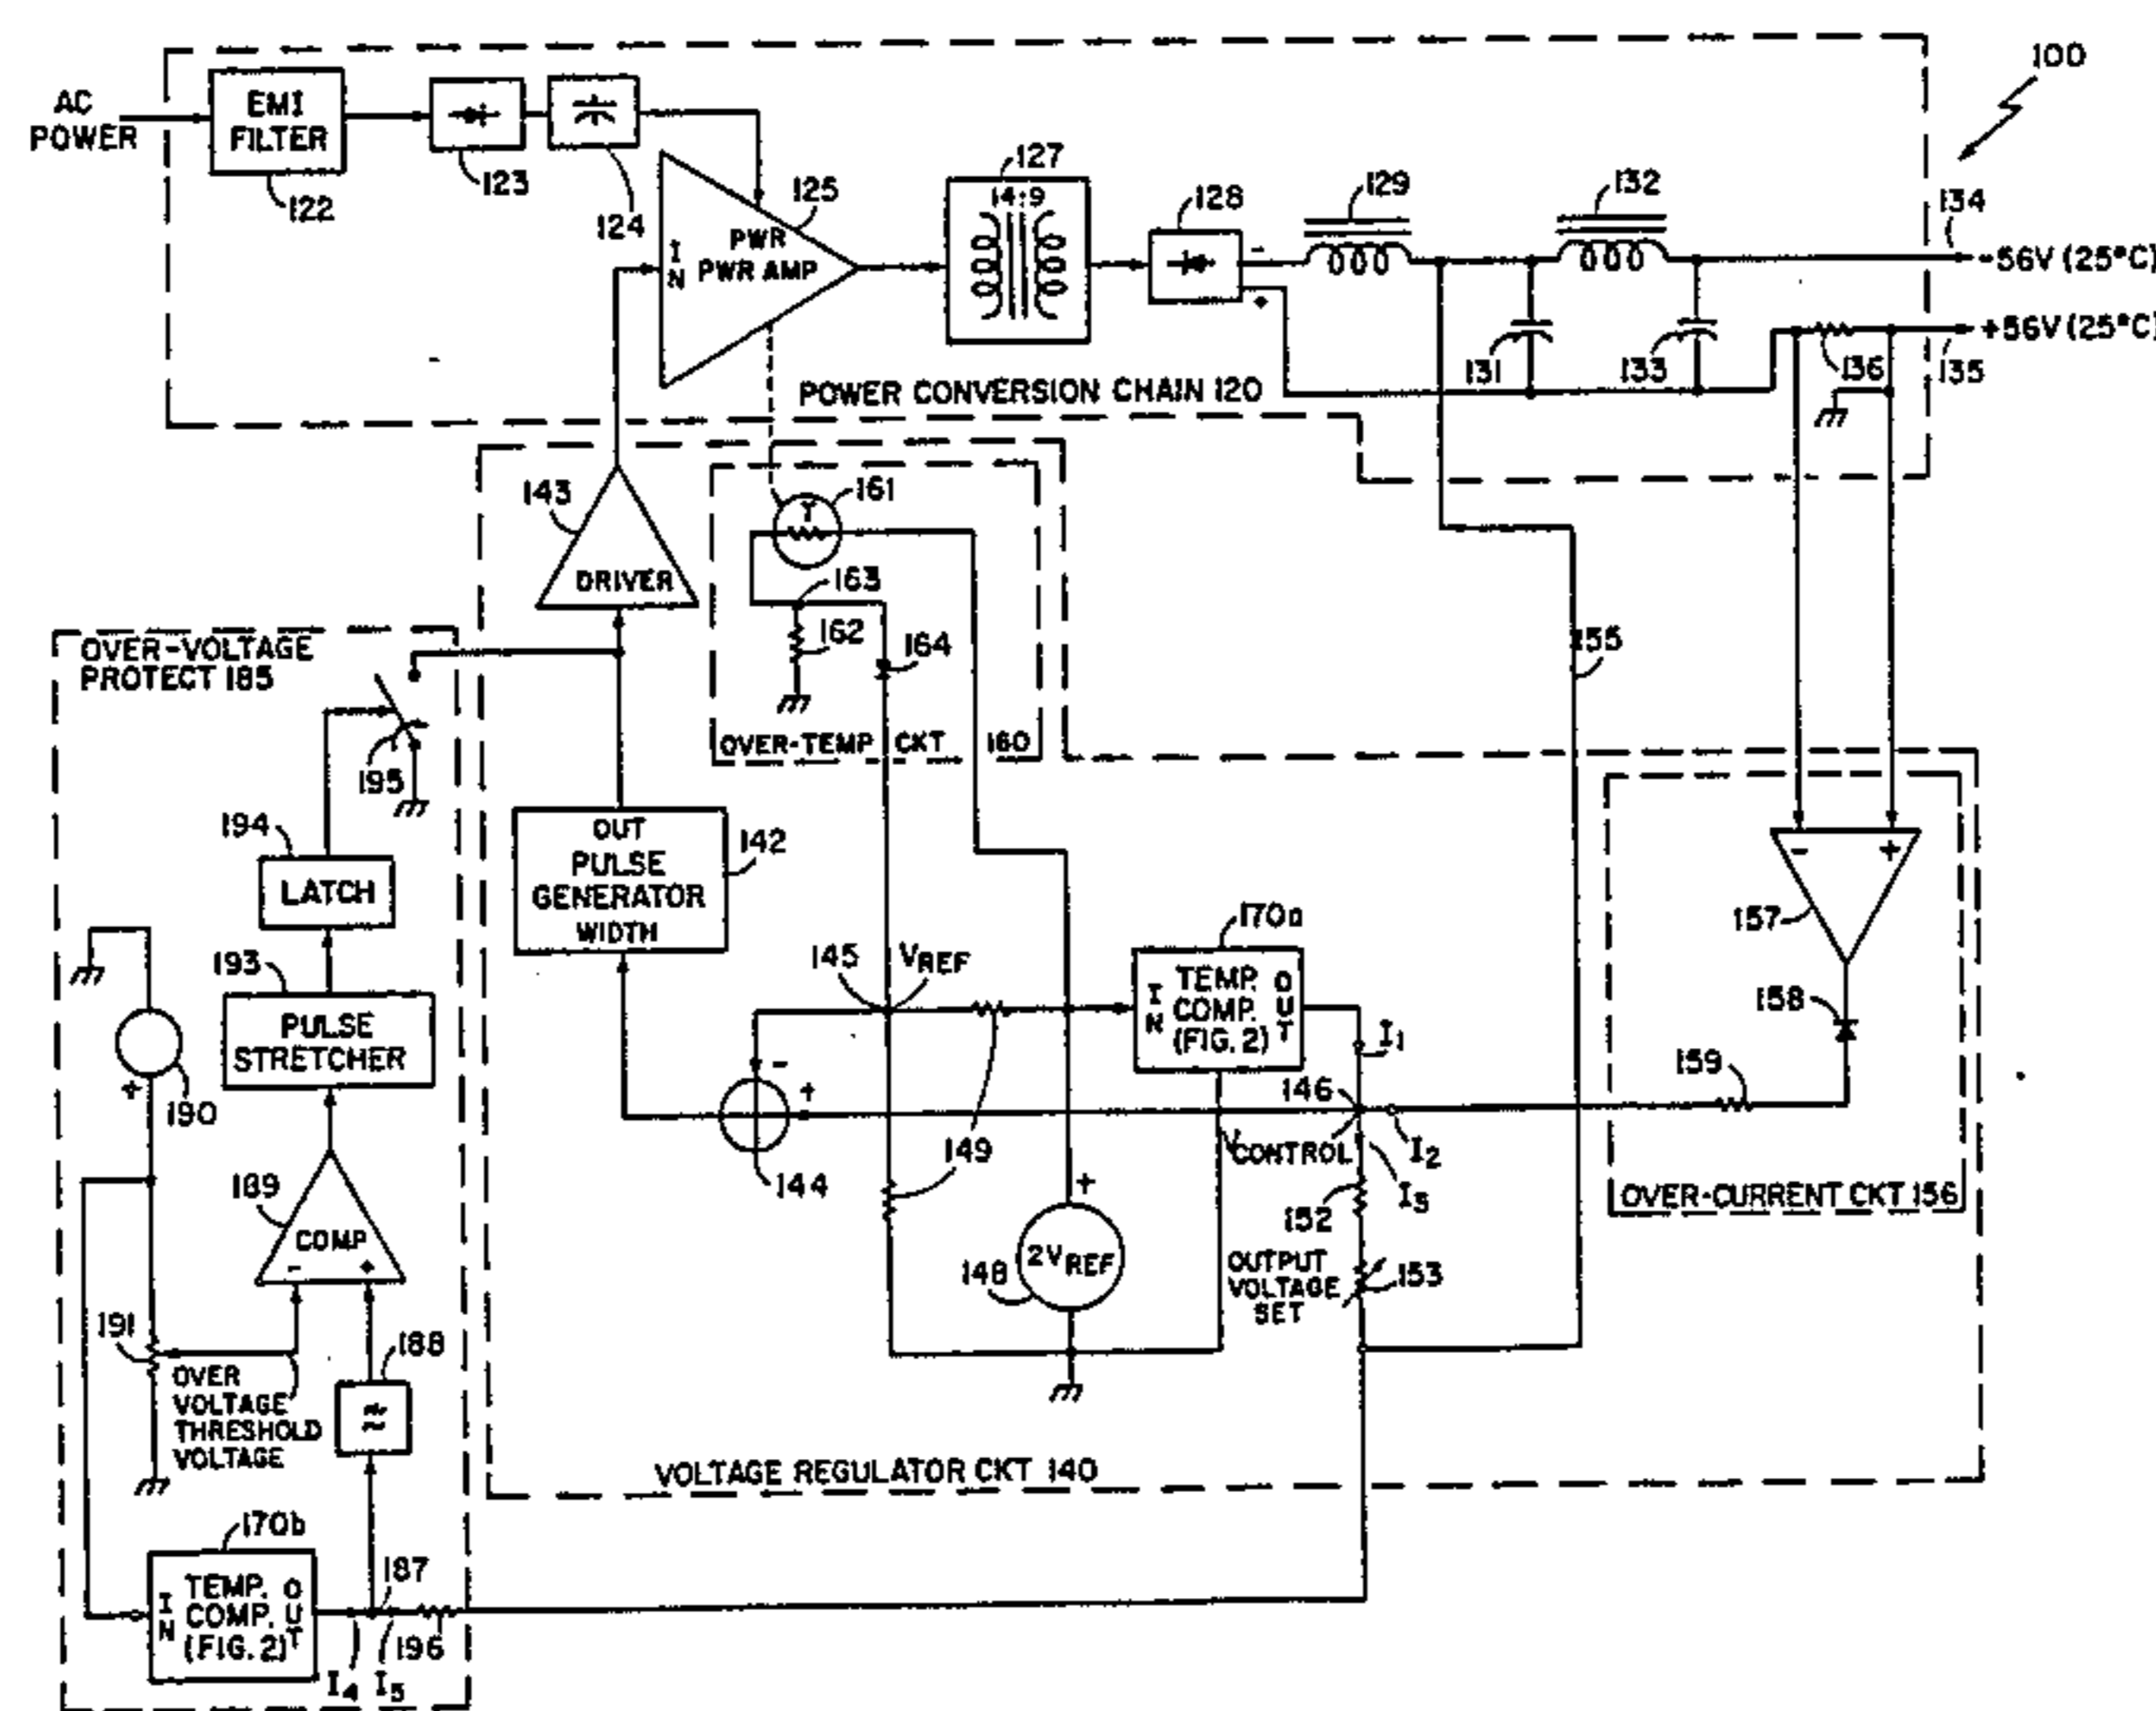 100
AC
POWER
EMI
FILTER
122
123
124
IN
PWR
PWR AMP
125
127
14:9
128
-
+
129
132
134
-56V (25°C)
+56V (25°C)
131
133
136
135
POWER CONVERSION CHAIN 120
143
DRIVER
T
161
163
162
164
OVER-TEMP CKT 160
155
OVER-VOLTAGE
PROTECT 185
195
194
LATCH
193
PULSE
STRETCHER
+
190
189
COMP
-
+
191
188
OVER
VOLTAGE
THRESHOLD
VOLTAGE
OUT
PULSE
GENERATOR
WIDTH
142
145
VREF
170a
IN
TEMP.
COMP.
(FIG. 2)
OUT
I1
146
-
+
144
149
VCONTROL
I2
I3
152
+
2VREF
148
OUTPUT
VOLTAGE
SET
153
-
+
157
158
159
OVER-CURRENT CKT 156
VOLTAGE REGULATOR CKT 140
170b
IN
TEMP.
COMP.
(FIG. 2)
OUT
187
196
I4
I5